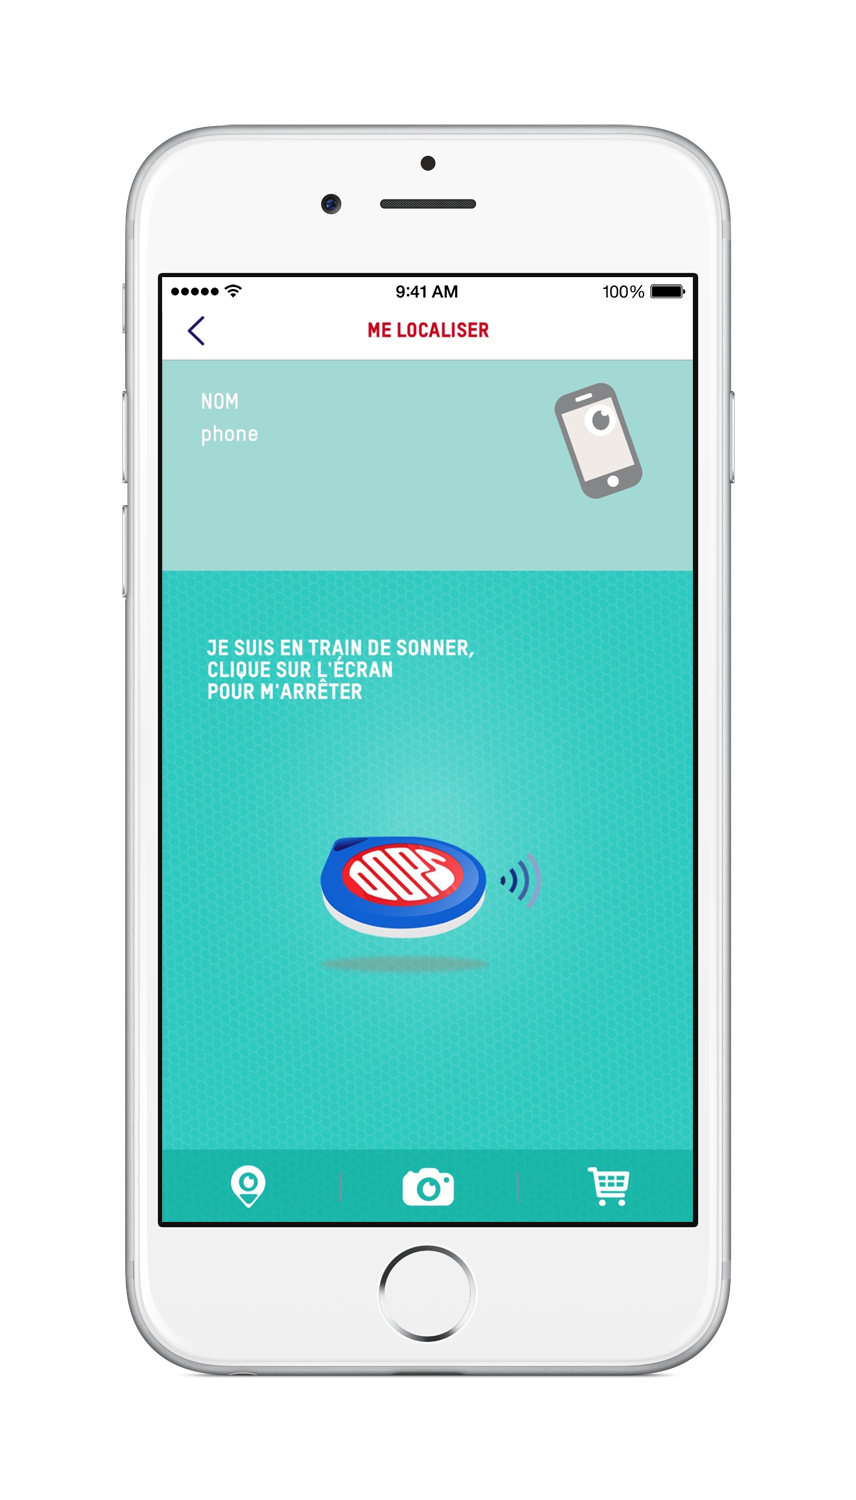 9:41 AM
100%
ME LOCALISER
NOM
phone
JE SUIS EN TRAIN DE SONNER,
CLIQUE SUR L'ÉCRAN
POUR M'ARRÊTER
OOPS